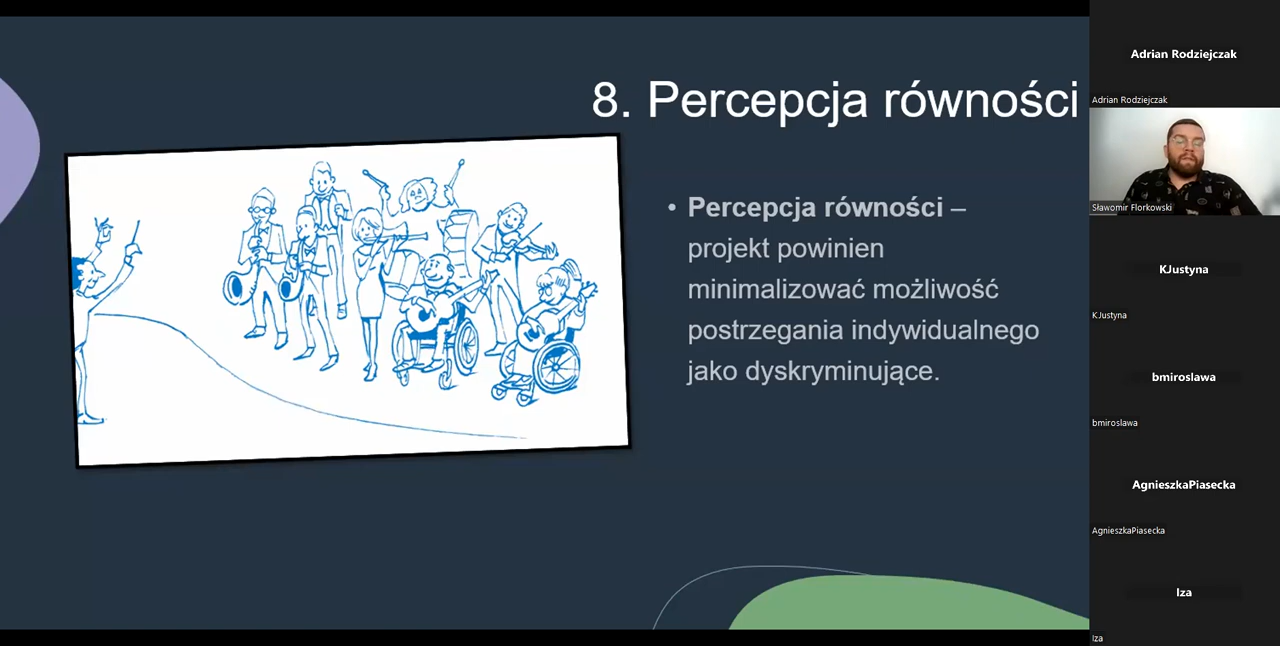 8. Percepcja równości
• Percepcja równości –
projekt powinien
minimalizować możliwość
postrzegania indywidualnego
jako dyskryminujące.
Adrian Rodziejczak
Adrian Rodziejczak
Sławomir Florkowski
KJustyna
KJustyna
bmiroslawa
bmiroslawa
AgnieszkaPiasecka
AgnieszkaPiasecka
Iza
Iza